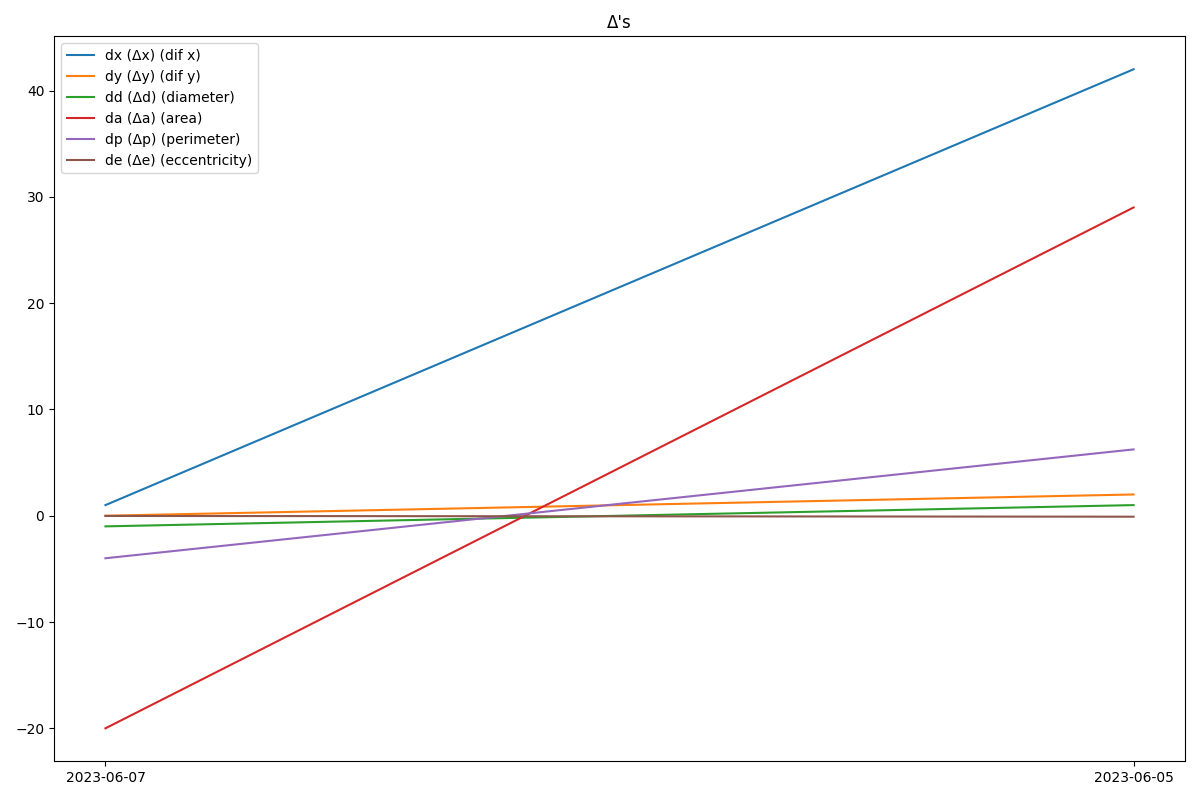 Δ's
dx (Δx) (dif x)
dy (Δy) (dif y)
dd (Δd) (diameter)
da (Δa) (area)
dp (Δp) (perimeter)
de (Δe) (eccentricity)
40
30
20
10
0
−10
−20
2023-06-07
2023-06-05